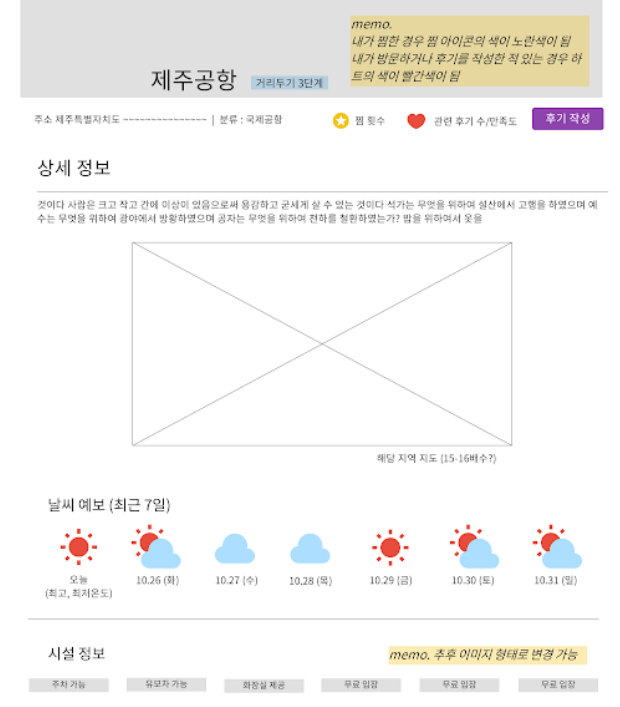 memo.
내가 찜한 경우 찜 아이콘의 색이 노란색이 됨
내가 방문하거나 후기를 작성한 적 있는 경우 하
트의 색이 빨간색이 됨
제주공항 거리두기 3단계
주소 제주특별자치도 ~~~~~~~~~~~~~~~ | 분류 : 국제공항 찜 횟수 관련 후기 수/만족도 후기 작성
상세 정보
것이다 사람은 크고 작고 간에 이상이 있음으로써 용감하고 굳세게 살 수 있는 것이다 석가는 무엇을 위하여 설산에서 고행을 하였으며 예
수는 무엇을 위하여 광야에서 방황하였으며 공자는 무엇을 위하여 천하를 철환하였는가? 밥을 위하여서 옷을
해당 지역 지도 (15-16배수?)
날씨 예보 (최근 7일)
오늘 10.26 (화) 10.27 (수) 10.28 (목) 10.29 (금) 10.30 (토) 10.31 (일)
(최고, 최저온도)
시설 정보 memo. 추후 이미지 형태로 변경 가능
주차 가능 유모차 가능 화장실 제공 무료 입장 무료 입장 무료 입장